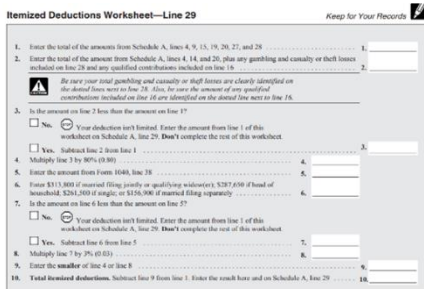 Itemized Deductions Worksheet—Line 29
Keep for Your Records
1. Enter the total of the amounts from Schedule A, lines 4, 9, 15, 19, 20, 27, and 28 1.
2. Enter the total of the amounts from Schedule A, lines 4, 14, and 20, plus any gambling and casualty or theft losses
included on line 28 and any qualified contributions included on line 16 2.
Be sure your total gambling and casualty or theft losses are clearly identified on
the dotted lines next to line 28. Also, be sure the amount of any qualified
contributions included on line 16 are identified on the dotted line next to line 16.
3. Is the amount on line 2 less than the amount on line 1?
No. STOP Your deduction isn't limited. Enter the amount from line 1 of this
worksheet on Schedule A, line 29. Don't complete the rest of this worksheet.
Yes. Subtract line 2 from line 1 3.
4. Multiply line 3 by 80% (0.80) 4.
5. Enter the amount from Form 1040, line 38 5.
6. Enter $313,800 if married filing jointly or qualifying widow(er); $287,650 if head of
household; $261,500 if single; or $156,900 if married filing separately 6.
7. Is the amount on line 6 less than the amount on line 5?
No. STOP Your deduction isn't limited. Enter the amount from line 1 of this
worksheet on Schedule A, line 29. Don't complete the rest of this worksheet.
Yes. Subtract line 6 from line 5 7.
8. Multiply line 7 by 3% (0.03) 8.
9. Enter the smaller of line 4 or line 8 9.
10. Total itemized deductions. Subtract line 9 from line 1. Enter the result here and on Schedule A, line 29 10.